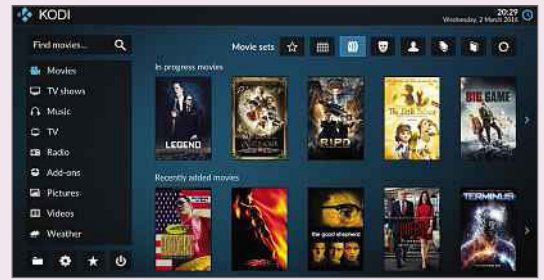 KODI
20:29
Wednesday, 2 March 2016
Find movies...
Movie sets
Movies
TV shows
Music
TV
Radio
Add-ons
Pictures
Videos
Weather
In progress movies
LEGEND
R.I.P.D
BIG GAME
Recently added movies
the good shepherd
TERMINUS